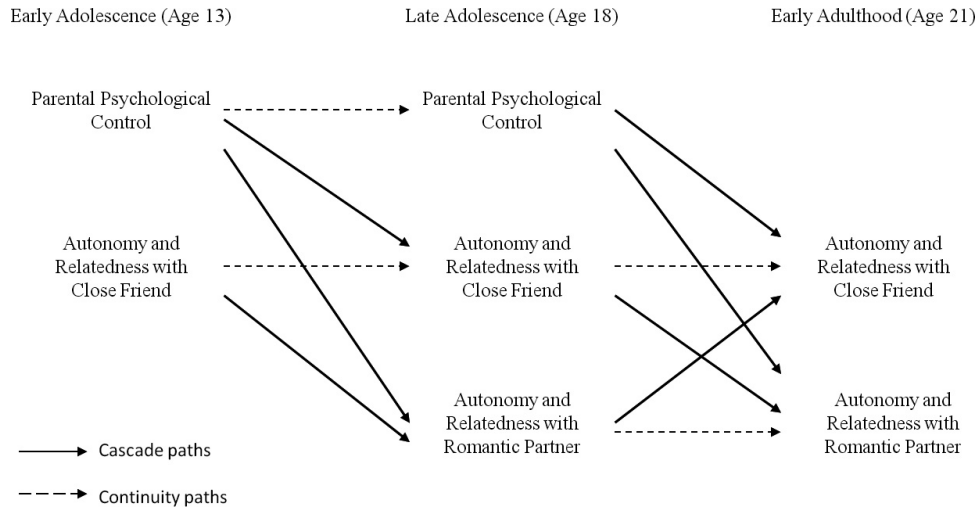 Early Adolescence (Age 13)
Late Adolescence (Age 18)
Early Adulthood (Age 21)
Parental Psychological
Control
Parental Psychological
Control
Autonomy and
Relatedness with
Close Friend
Autonomy and
Relatedness with
Close Friend
Autonomy and
Relatedness with
Close Friend
Autonomy and
Relatedness with
Romantic Partner
Autonomy and
Relatedness with
Romantic Partner
Cascade paths
Continuity paths